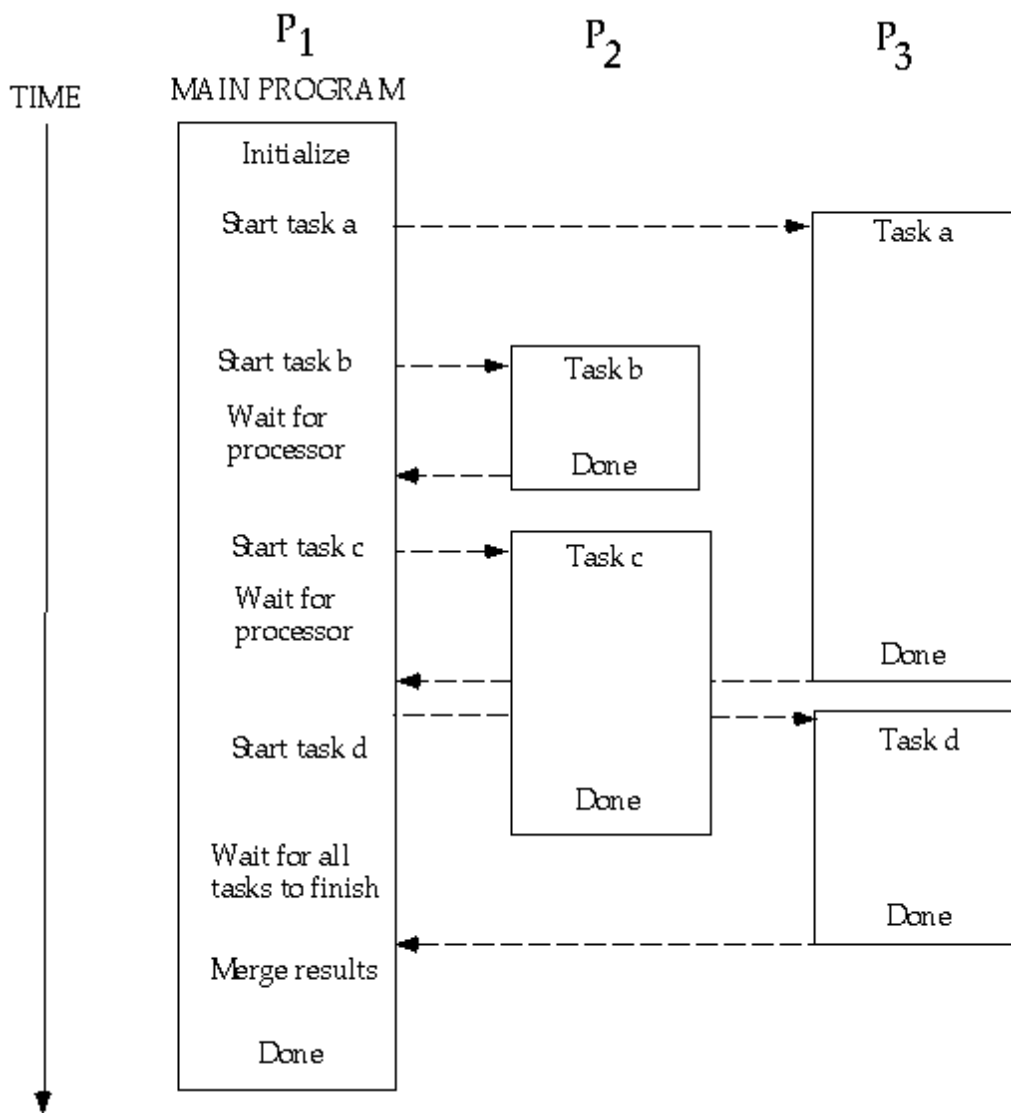 P1
P2
P3
TIME
MAIN PROGRAM
Initialize
Start task a
Task a
Start task b
Task b
Wait for
processor
Done
Start task c
Task c
Wait for
processor
Done
Start task d
Task d
Done
Wait for all
tasks to finish
Done
Merge results
Done